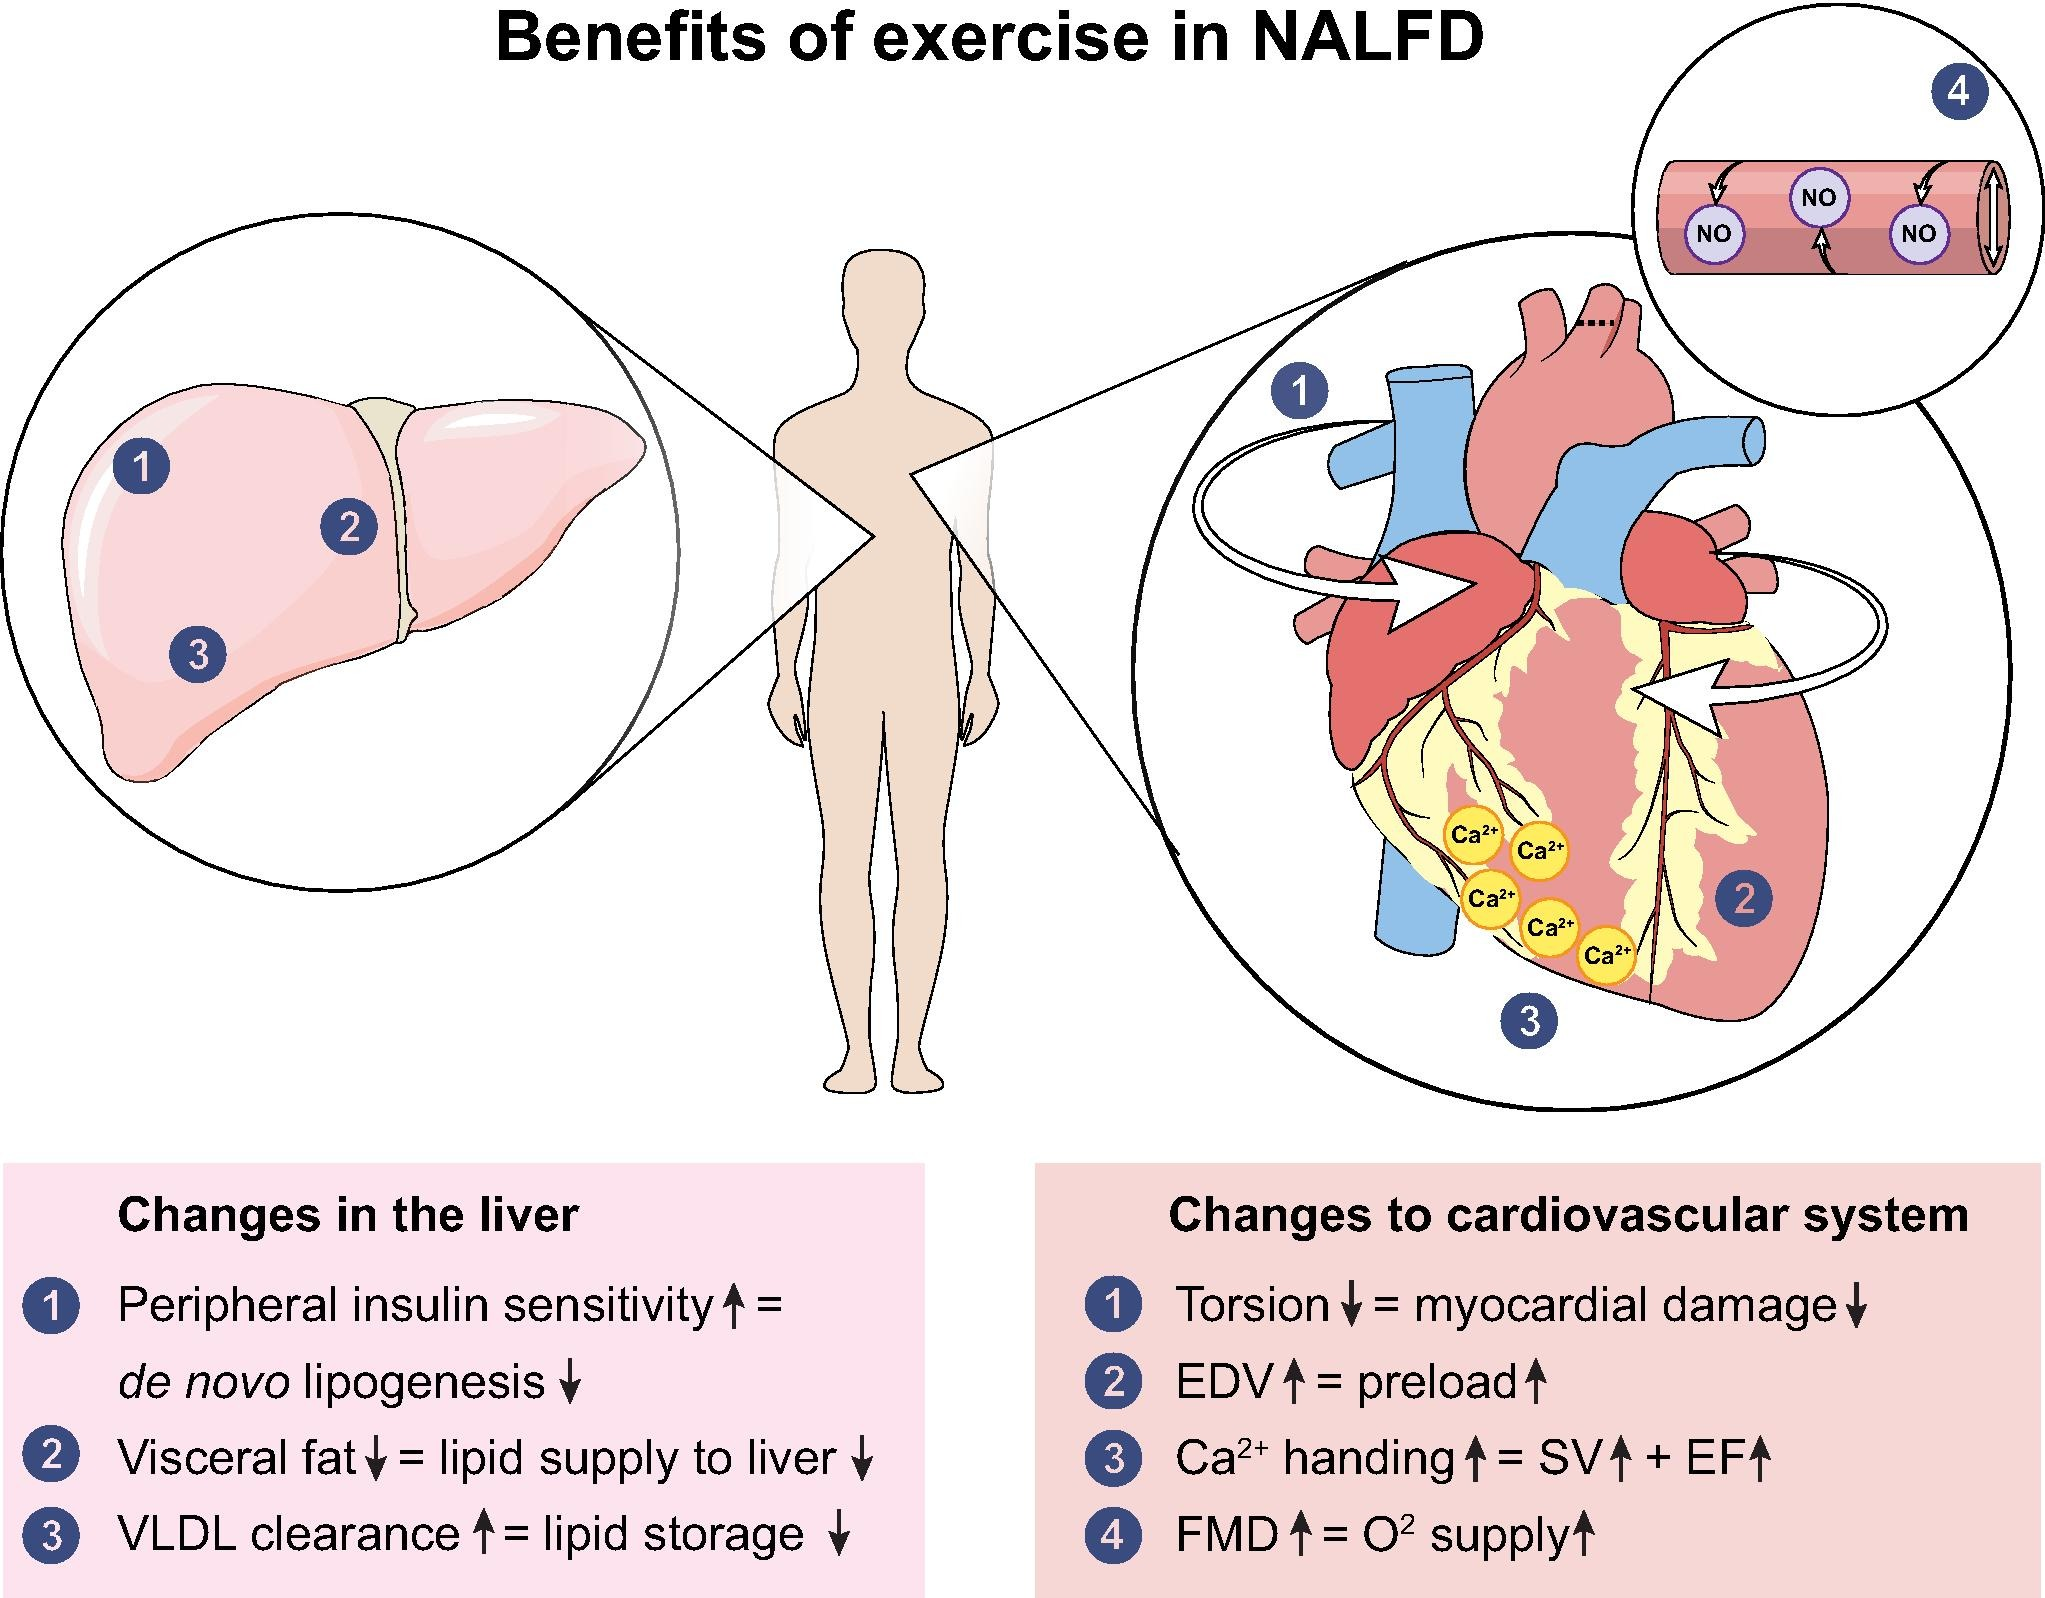 Benefits of exercise in NALFD
4
NO
NO
NO
1
2
3
1
Ca²⁺
Ca²⁺
Ca²⁺
Ca²⁺
Ca²⁺
2
3
Changes in the liver
1 Peripheral insulin sensitivity ↑ =
de novo lipogenesis ↓
2 Visceral fat ↓ = lipid supply to liver ↓
3 VLDL clearance ↑ = lipid storage ↓
Changes to cardiovascular system
1 Torsion ↓ = myocardial damage ↓
2 EDV ↑ = preload ↑
3 Ca²⁺ handing ↑ = SV ↑ + EF ↑
4 FMD ↑ = O² supply ↑